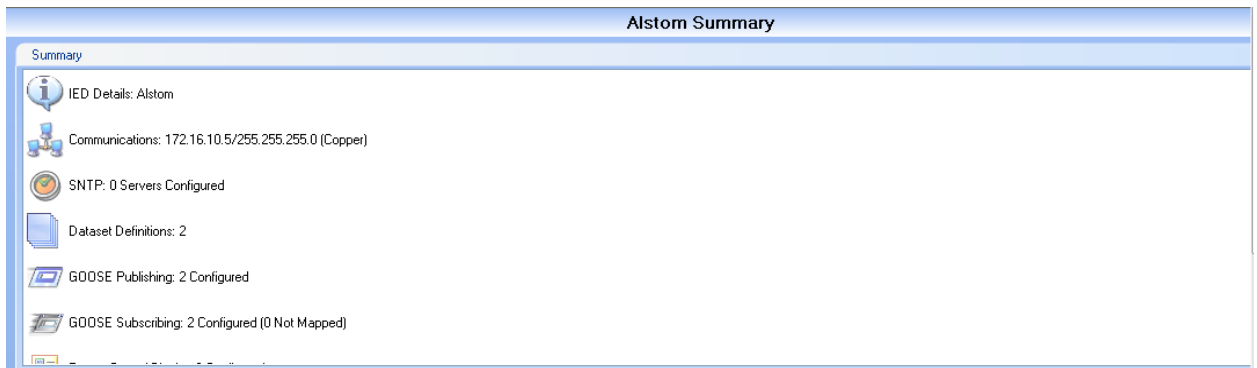 Alstom Summary
Summary
IED Details: Alstom
Communications: 172.16.10.5/255.255.255.0 (Copper)
SNTP: 0 Servers Configured
Dataset Definitions: 2
GOOSE Publishing: 2 Configured
GOOSE Subscribing: 2 Configured (0 Not Mapped)